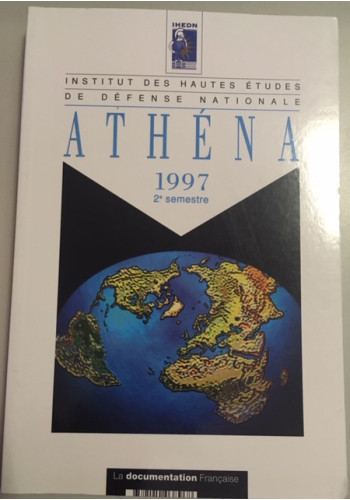 IHEDN
INSTITUT DES HAUTES ÉTUDES
DE DÉFENSE NATIONALE
ATHÉNA
1997
2e semestre
La documentation Française